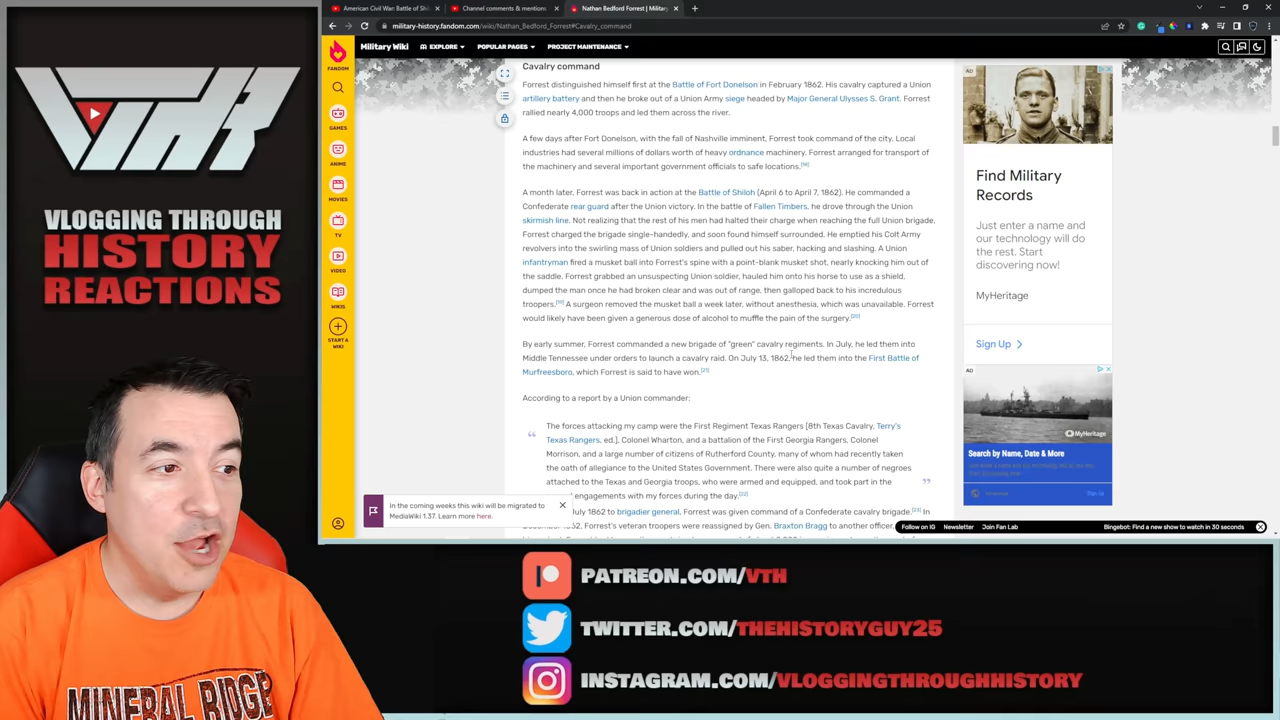 American Civil War: Battle of Shi
Channel comments & mentions
Nathan Bedford Forrest | Military
military-history.fandom.com/wiki/Nathan_Bedford_Forrest#Cavalry_command
FANDOM
GAMES
ANIME
MOVIES
TV
VIDEO
WIKIS
START A
WIKI
Military Wiki
EXPLORE
POPULAR PAGES
PROJECT MAINTENANCE
Cavalry command
Forrest distinguished himself first at the Battle of Fort Donelson in February 1862. His cavalry captured a Union
artillery battery and then he broke out of a Union Army siege headed by Major General Ulysses S. Grant. Forrest
rallied nearly 4,000 troops and led them across the river.
A few days after Fort Donelson, with the fall of Nashville imminent, Forrest took command of the city. Local
industries had several millions of dollars worth of heavy ordnance machinery. Forrest arranged for transport of
the machinery and several important government officials to safe locations.[18]
A month later, Forrest was back in action at the Battle of Shiloh (April 6 to April 7, 1862). He commanded a
Confederate rear guard after the Union victory. In the battle of Fallen Timbers, he drove through the Union
skirmish line. Not realizing that the rest of his men had halted their charge when reaching the full Union brigade,
Forrest charged the brigade single-handedly, and soon found himself surrounded. He emptied his Colt Army
revolvers into the swirling mass of Union soldiers and pulled out his saber, hacking and slashing. A Union
infantryman fired a musket ball into Forrest's spine with a point-blank musket shot, nearly knocking him out of
the saddle. Forrest grabbed an unsuspecting Union soldier, hauled him onto his horse to use as a shield,
dumped the man once he had broken clear and was out of range, then galloped back to his incredulous
troopers.[19] A surgeon removed the musket ball a week later, without anesthesia, which was unavailable. Forrest
would likely have been given a generous dose of alcohol to muffle the pain of the surgery.[20]
By early summer, Forrest commanded a new brigade of "green" cavalry regiments. In July, he led them into
Middle Tennessee under orders to launch a cavalry raid. On July 13, 1862, he led them into the First Battle of
Murfreesboro, which Forrest is said to have won.[21]
According to a report by a Union commander:
The forces attacking my camp were the First Regiment Texas Rangers [8th Texas Cavalry, Terry's
Texas Rangers, ed.], Colonel Wharton, and a battalion of the First Georgia Rangers, Colonel
Morrison, and a large number of citizens of Rutherford County, many of whom had recently taken
the oath of allegiance to the United States Government. There were also quite a number of negroes
attached to the Texas and Georgia troops, who were armed and equipped, and took part in the
engagements with my forces during the day.[22]
July 1862 to brigadier general, Forrest was given command of a Confederate cavalry brigade.[23] In
Forrest's veteran troopers were reassigned by Gen. Braxton Bragg to another officer,
In the coming weeks this wiki will be migrated to
MediaWiki 1.37. Learn more here.
AD
Find Military
Records
Just enter a name and
our technology will do
the rest. Start
discovering now!
MyHeritage
Sign Up
AD
MyHeritage
Search by Name, Date & More
Sign Up
Follow on IG
Newsletter
Join Fan Lab
Bingebot: Find a new show to watch in 30 seconds
VTH
VLOGGING THROUGH
HISTORY
REACTIONS
MINERAL RIDGE
PATREON.COM/VTH
TWITTER.COM/THEHISTORYGUY25
INSTAGRAM.COM/VLOGGINGTHROUGHHISTORY